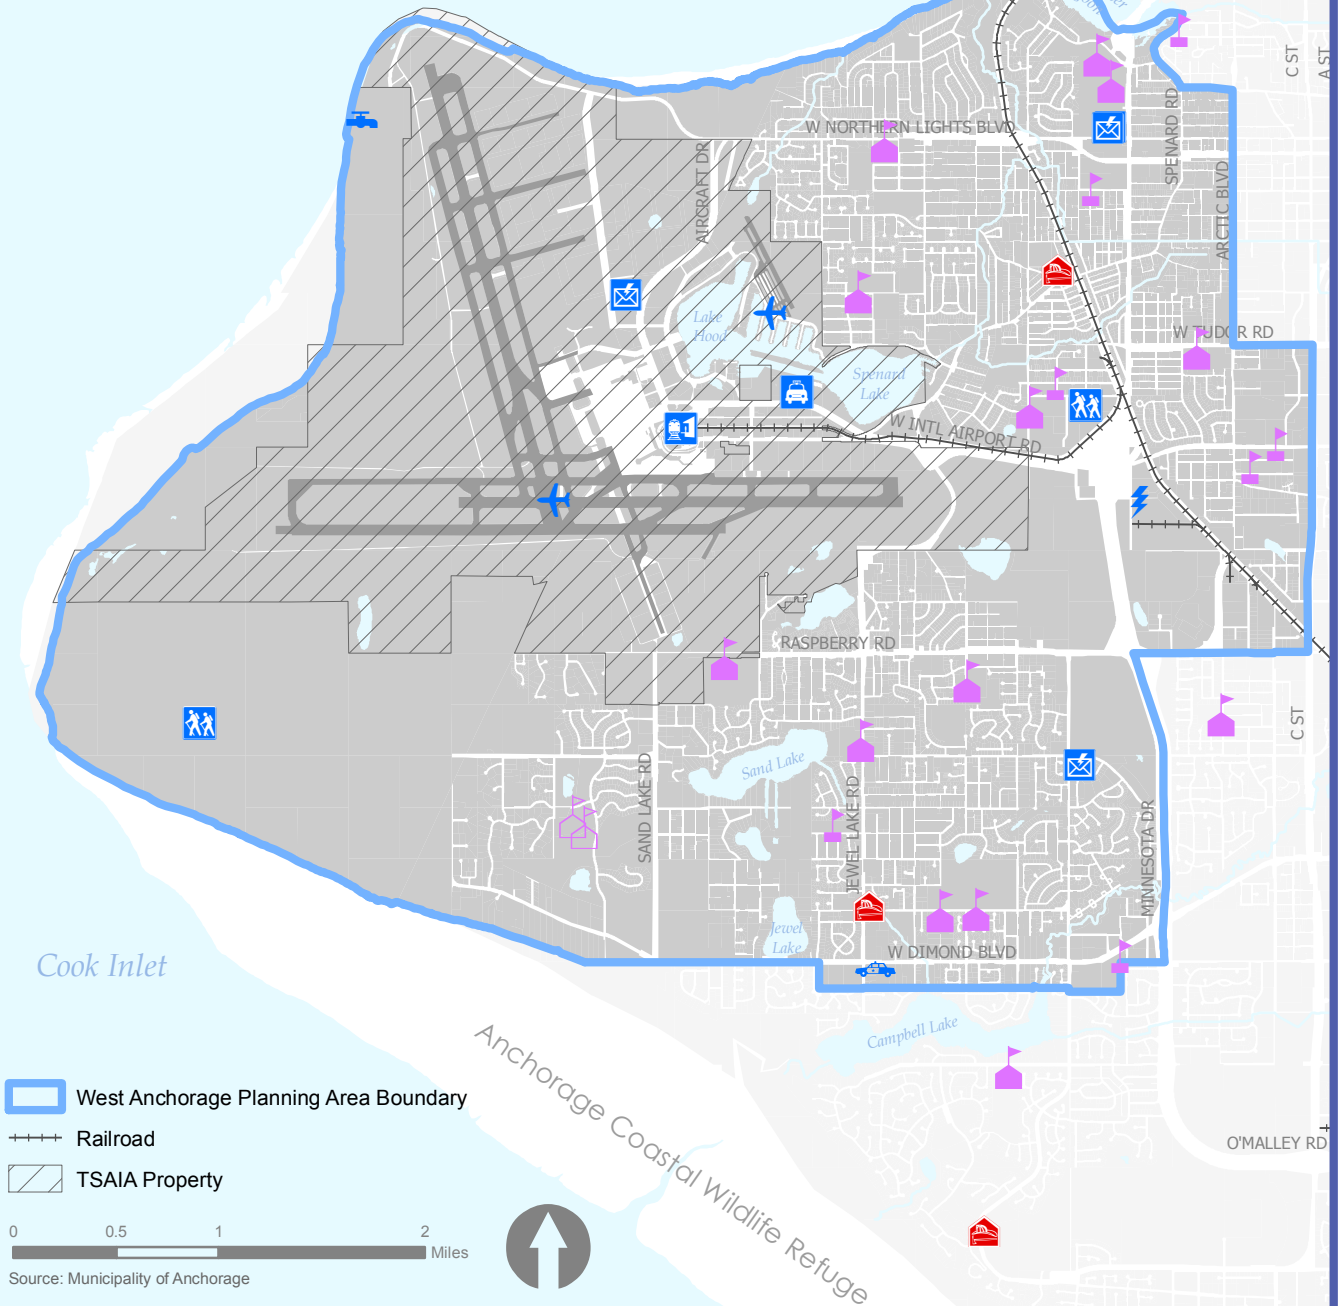 C ST
A ST
W NORTHERN LIGHTS BLVD
SPENARD RD
AIRCRAFT DR
ARCTIC BLVD
Lake
Hood
W TUDOR RD
Spenard
Lake
W INTL AIRPORT RD
RASPBERRY RD
C ST
Sand Lake
SAND LAKE RD
JEWEL LAKE RD
MINNESOTA DR
Jewel
Lake
W DIMOND BLVD
Cook Inlet
Campbell Lake
Anchorage Coastal Wildlife Refuge
West Anchorage Planning Area Boundary
Railroad
TSAIA Property
O'MALLEY RD
0 0.5 1 2
Miles
Source: Municipality of Anchorage